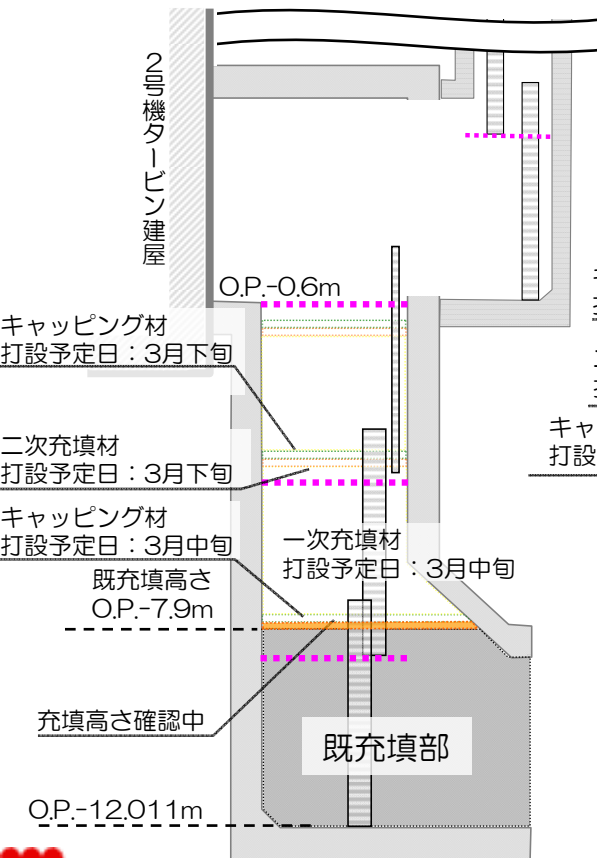 2号機タービン建屋
O.P.-0.6m
キャッピング材
打設予定日：3月下旬
二次充填材
打設予定日：3月下旬
キャッピング材
打設予定日：3月中旬
一次充填材
打設予定日：3月中旬
既充填高さ
O.P.-7.9m
充填高さ確認中
既充填部
O.P.-12.011m
キャ
打設